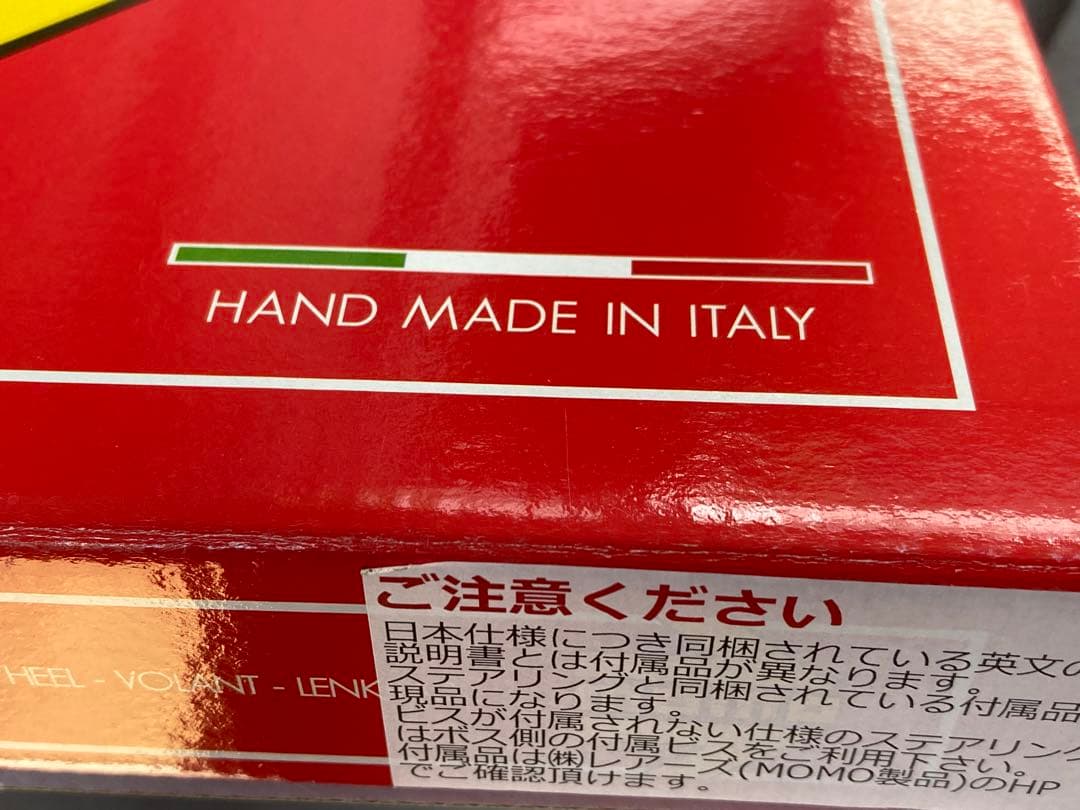 HAND MADE IN ITALY
HEEL - VOLANT - LENK
ご注意ください
日本仕様につき同梱されている英文の
説明書とは付属品が異なります。
ステアリングと同梱されている付属品
現品になります。
ビスが付属されない仕様のステアリング
はボス側の付属ビスをご利用下さい。
付属品は㈱レアーズ(MOMO製品)のHP
でご確認頂けます。